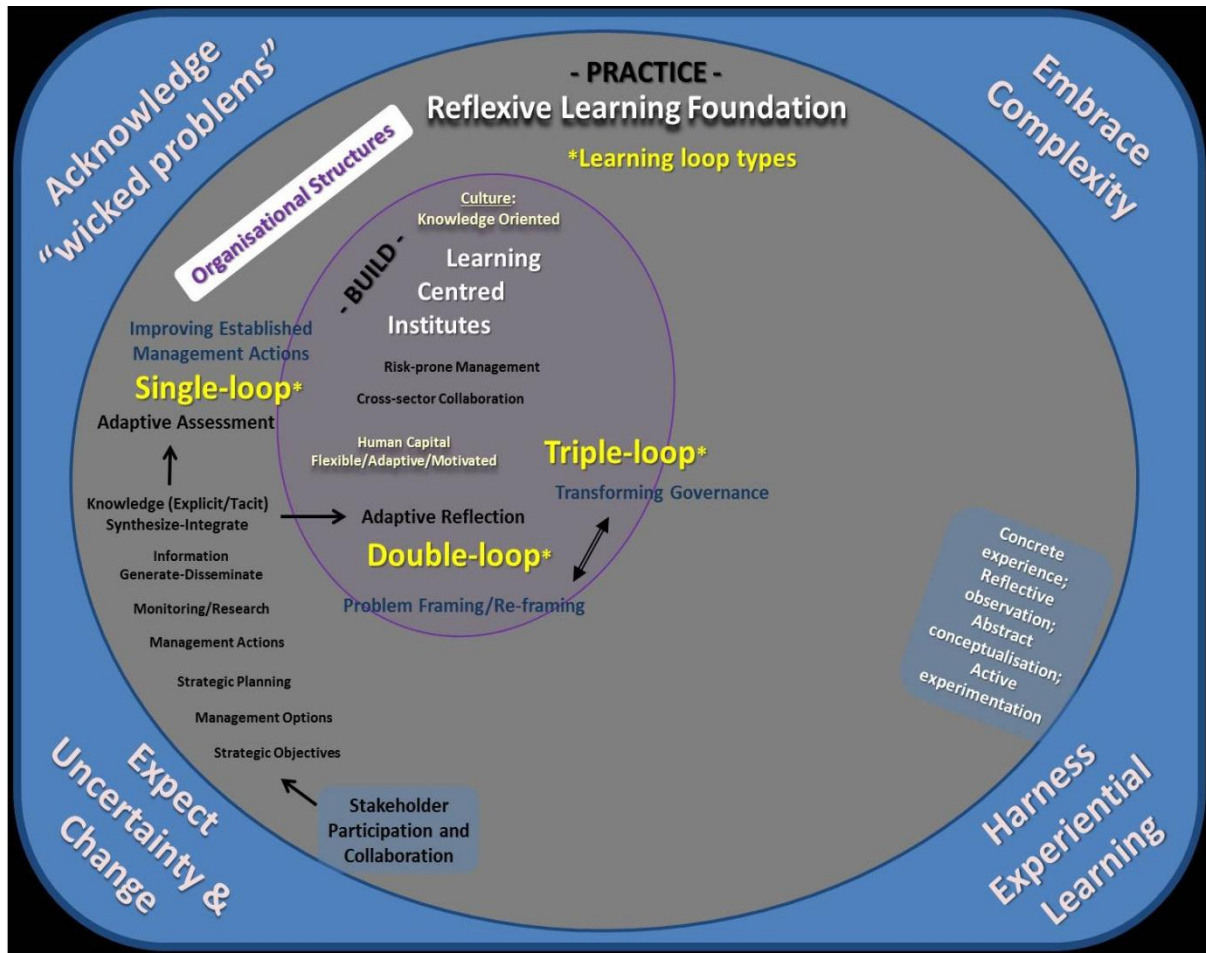 Acknowledge
“wicked problems”
Embrace
Complexity
- PRACTICE -
Reflexive Learning Foundation
*Learning loop types
Organisational Structures
Culture:
Knowledge Oriented
- BUILD -
Learning
Centred
Institutes
Improving Established
Management Actions
Single-loop*
Adaptive Assessment
Risk-prone Management
Cross-sector Collaboration
Human Capital
Flexible/Adaptive/Motivated
Triple-loop*
Transforming Governance
Knowledge (Explicit/Tacit)
Synthesize-Integrate
Adaptive Reflection
Double-loop*
Problem Framing/Re-framing
Information
Generate-Disseminate
Monitoring/Research
Management Actions
Strategic Planning
Management Options
Strategic Objectives
Stakeholder
Participation and
Collaboration
Concrete
experience;
Reflective
observation;
Abstract
conceptualisation;
Active
experimentation
Expect
Uncertainty &
Change
Harness
Experiential
Learning